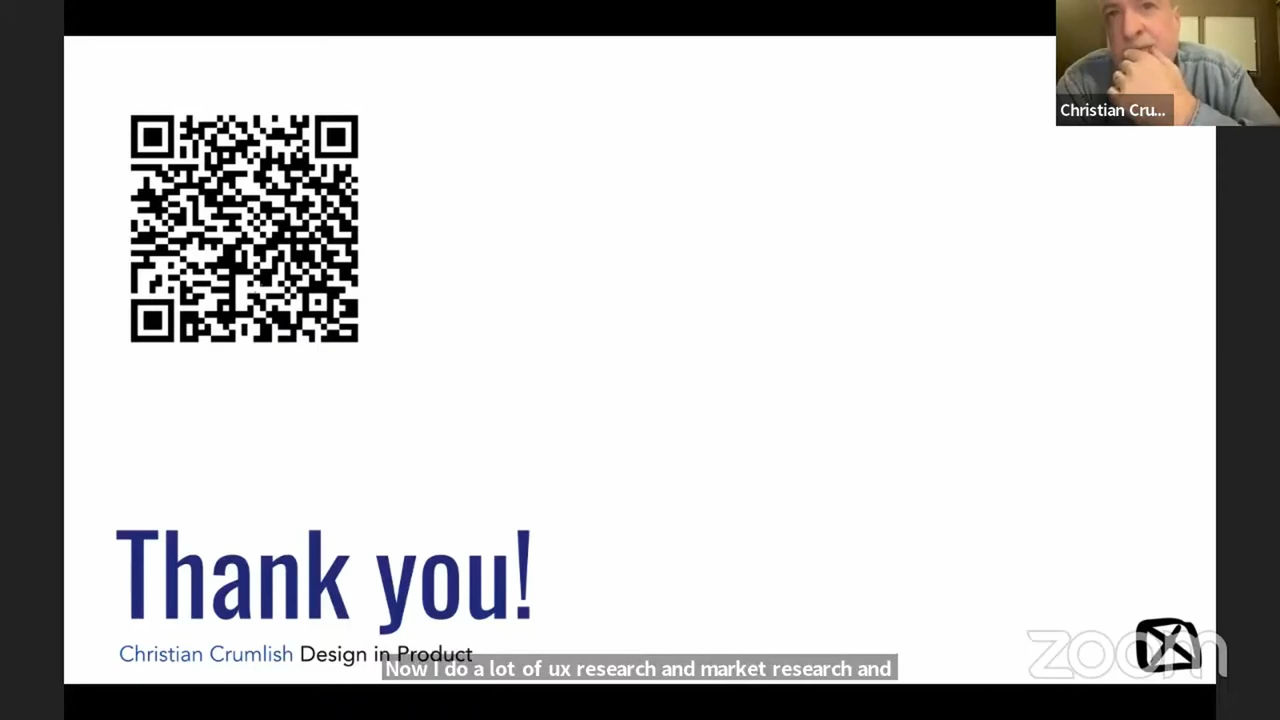 Christian Cru...
Thank you!
Christian Crumlish Design in Product
Now I do a lot of ux research and market research and
zoom